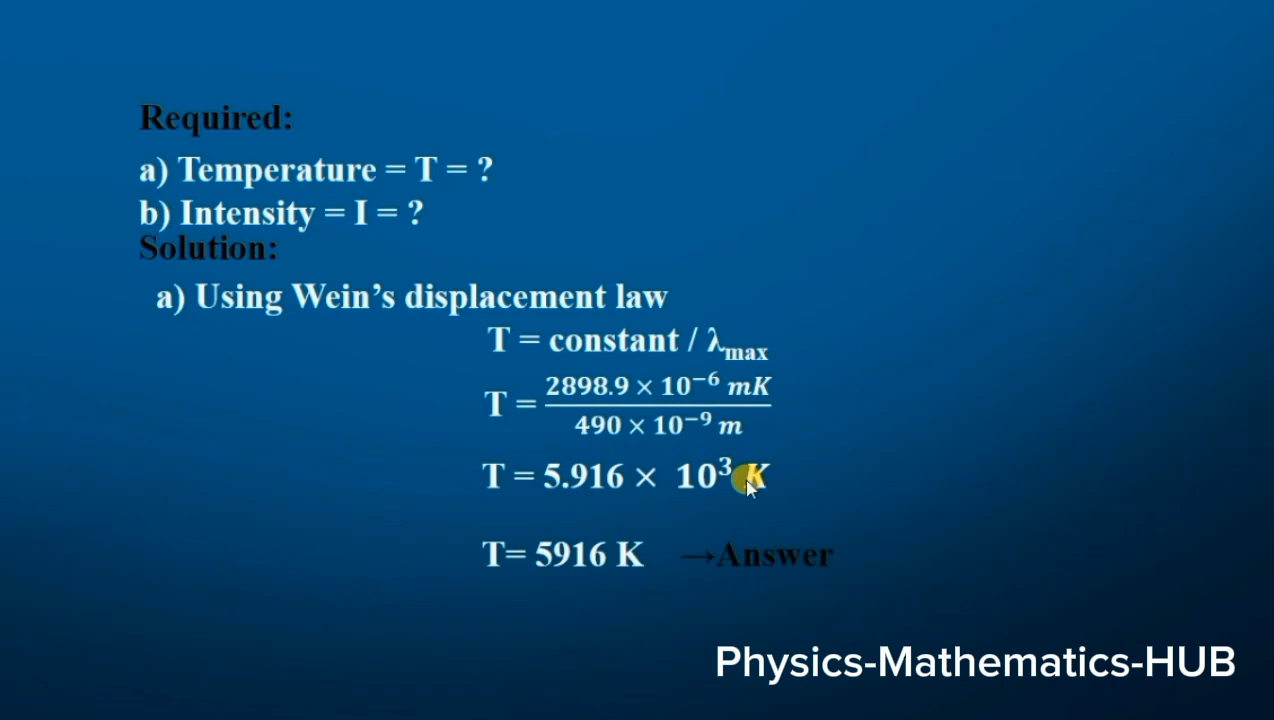 Required:
a) Temperature = T = ?
b) Intensity = I = ?
Solution:
a) Using Wein's displacement law
T = constant / λmax
T = 2898.9 × 10⁻⁶ mK / 490 × 10⁻⁹ m
T = 5.916 × 10³ K
T= 5916 K →Answer
Physics-Mathematics-HUB